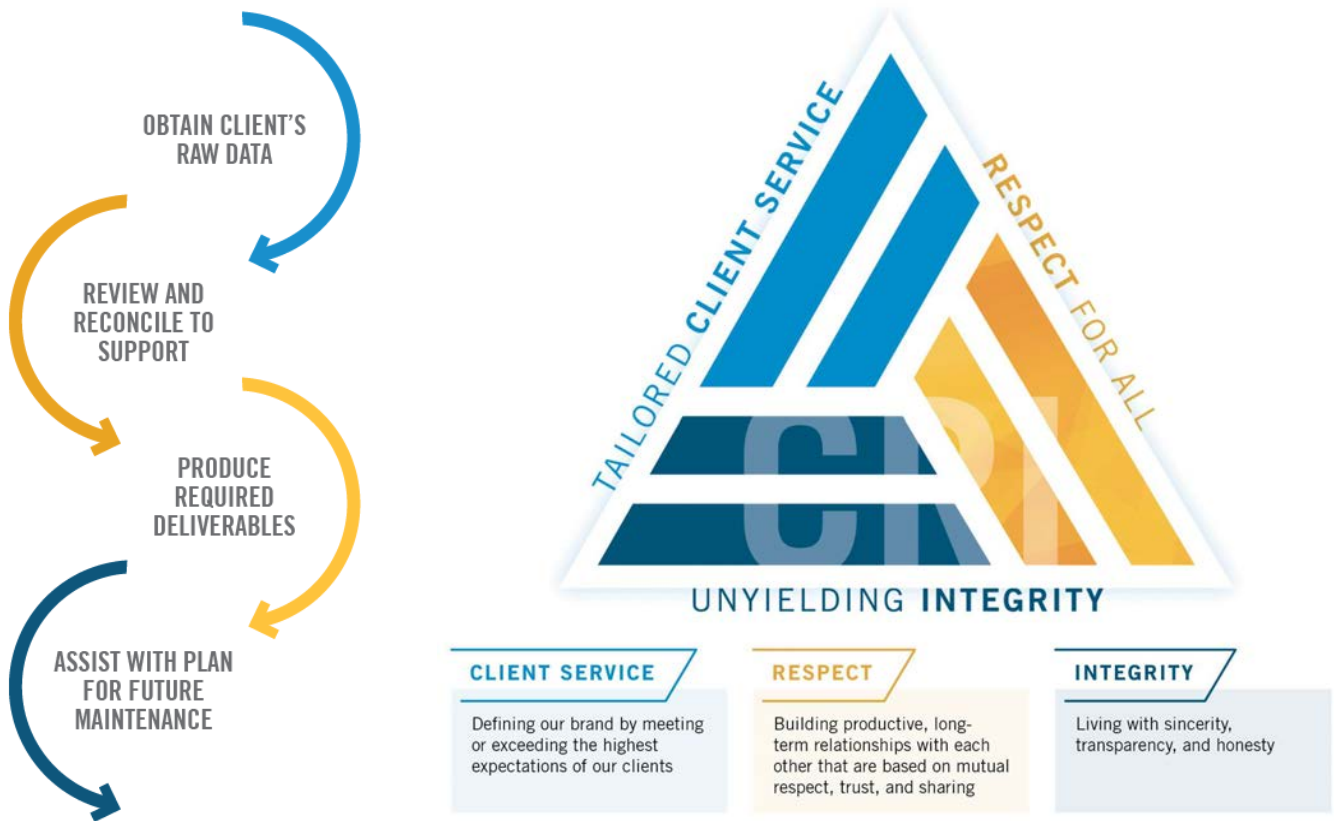 OBTAIN CLIENT'S
RAW DATA
REVIEW AND
RECONCILE TO
SUPPORT
PRODUCE
REQUIRED
DELIVERABLES
ASSIST WITH PLAN
FOR FUTURE
MAINTENANCE
TAILORED CLIENT SERVICE
RESPECT FOR ALL
CRI
UNYIELDING INTEGRITY
CLIENT SERVICE
Defining our brand by meeting
or exceeding the highest
expectations of our clients
RESPECT
Building productive, long-
term relationships with each
other that are based on mutual
respect, trust, and sharing
INTEGRITY
Living with sincerity,
transparency, and honesty